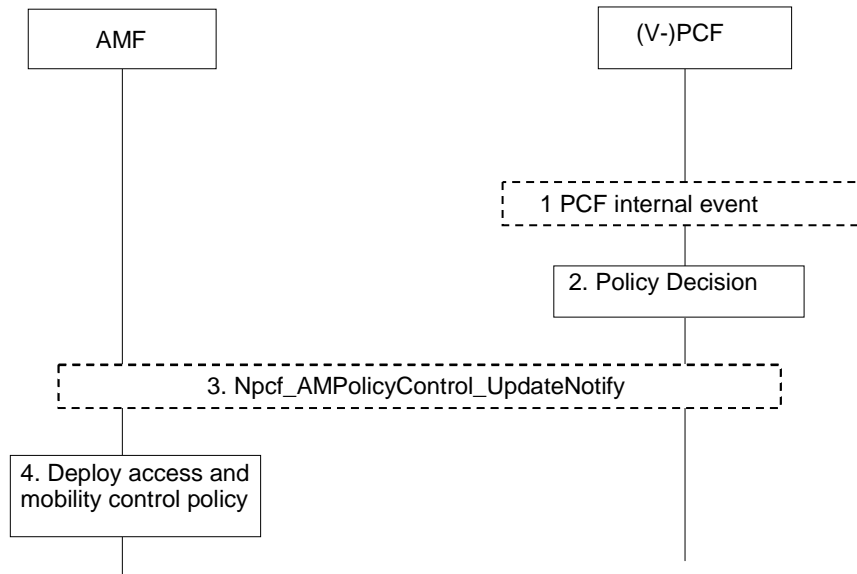 AMF
(V-)PCF
1 PCF internal event
2. Policy Decision
3. Npcf_AMPolicyControl_UpdateNotify
4. Deploy access and
mobility control policy